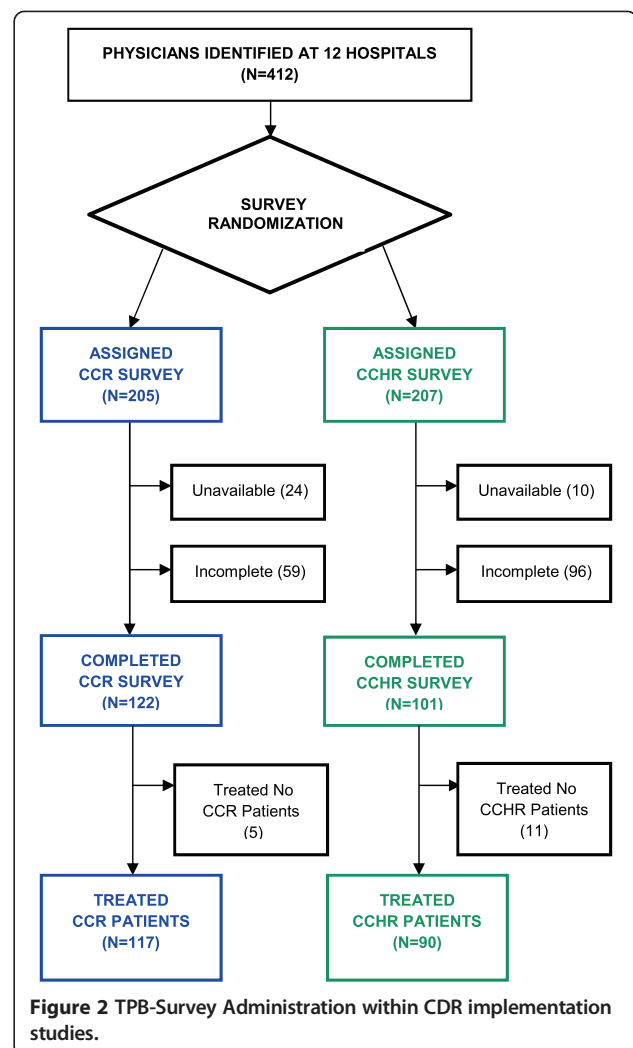 PHYSICIANS IDENTIFIED AT 12 HOSPITALS
(N=412)
SURVEY
RANDOMIZATION
ASSIGNED
CCR SURVEY
(N=205)
ASSIGNED
CCHR SURVEY
(N=207)
Unavailable (24)
Unavailable (10)
Incomplete (59)
Incomplete (96)
COMPLETED
CCR SURVEY
(N=122)
COMPLETED
CCHR SURVEY
(N=101)
Treated No
CCR Patients
(5)
Treated No
CCHR Patients
(11)
TREATED
CCR PATIENTS
(N=117)
TREATED
CCHR PATIENTS
(N=90)
Figure 2 TPB-Survey Administration within CDR implementation
studies.